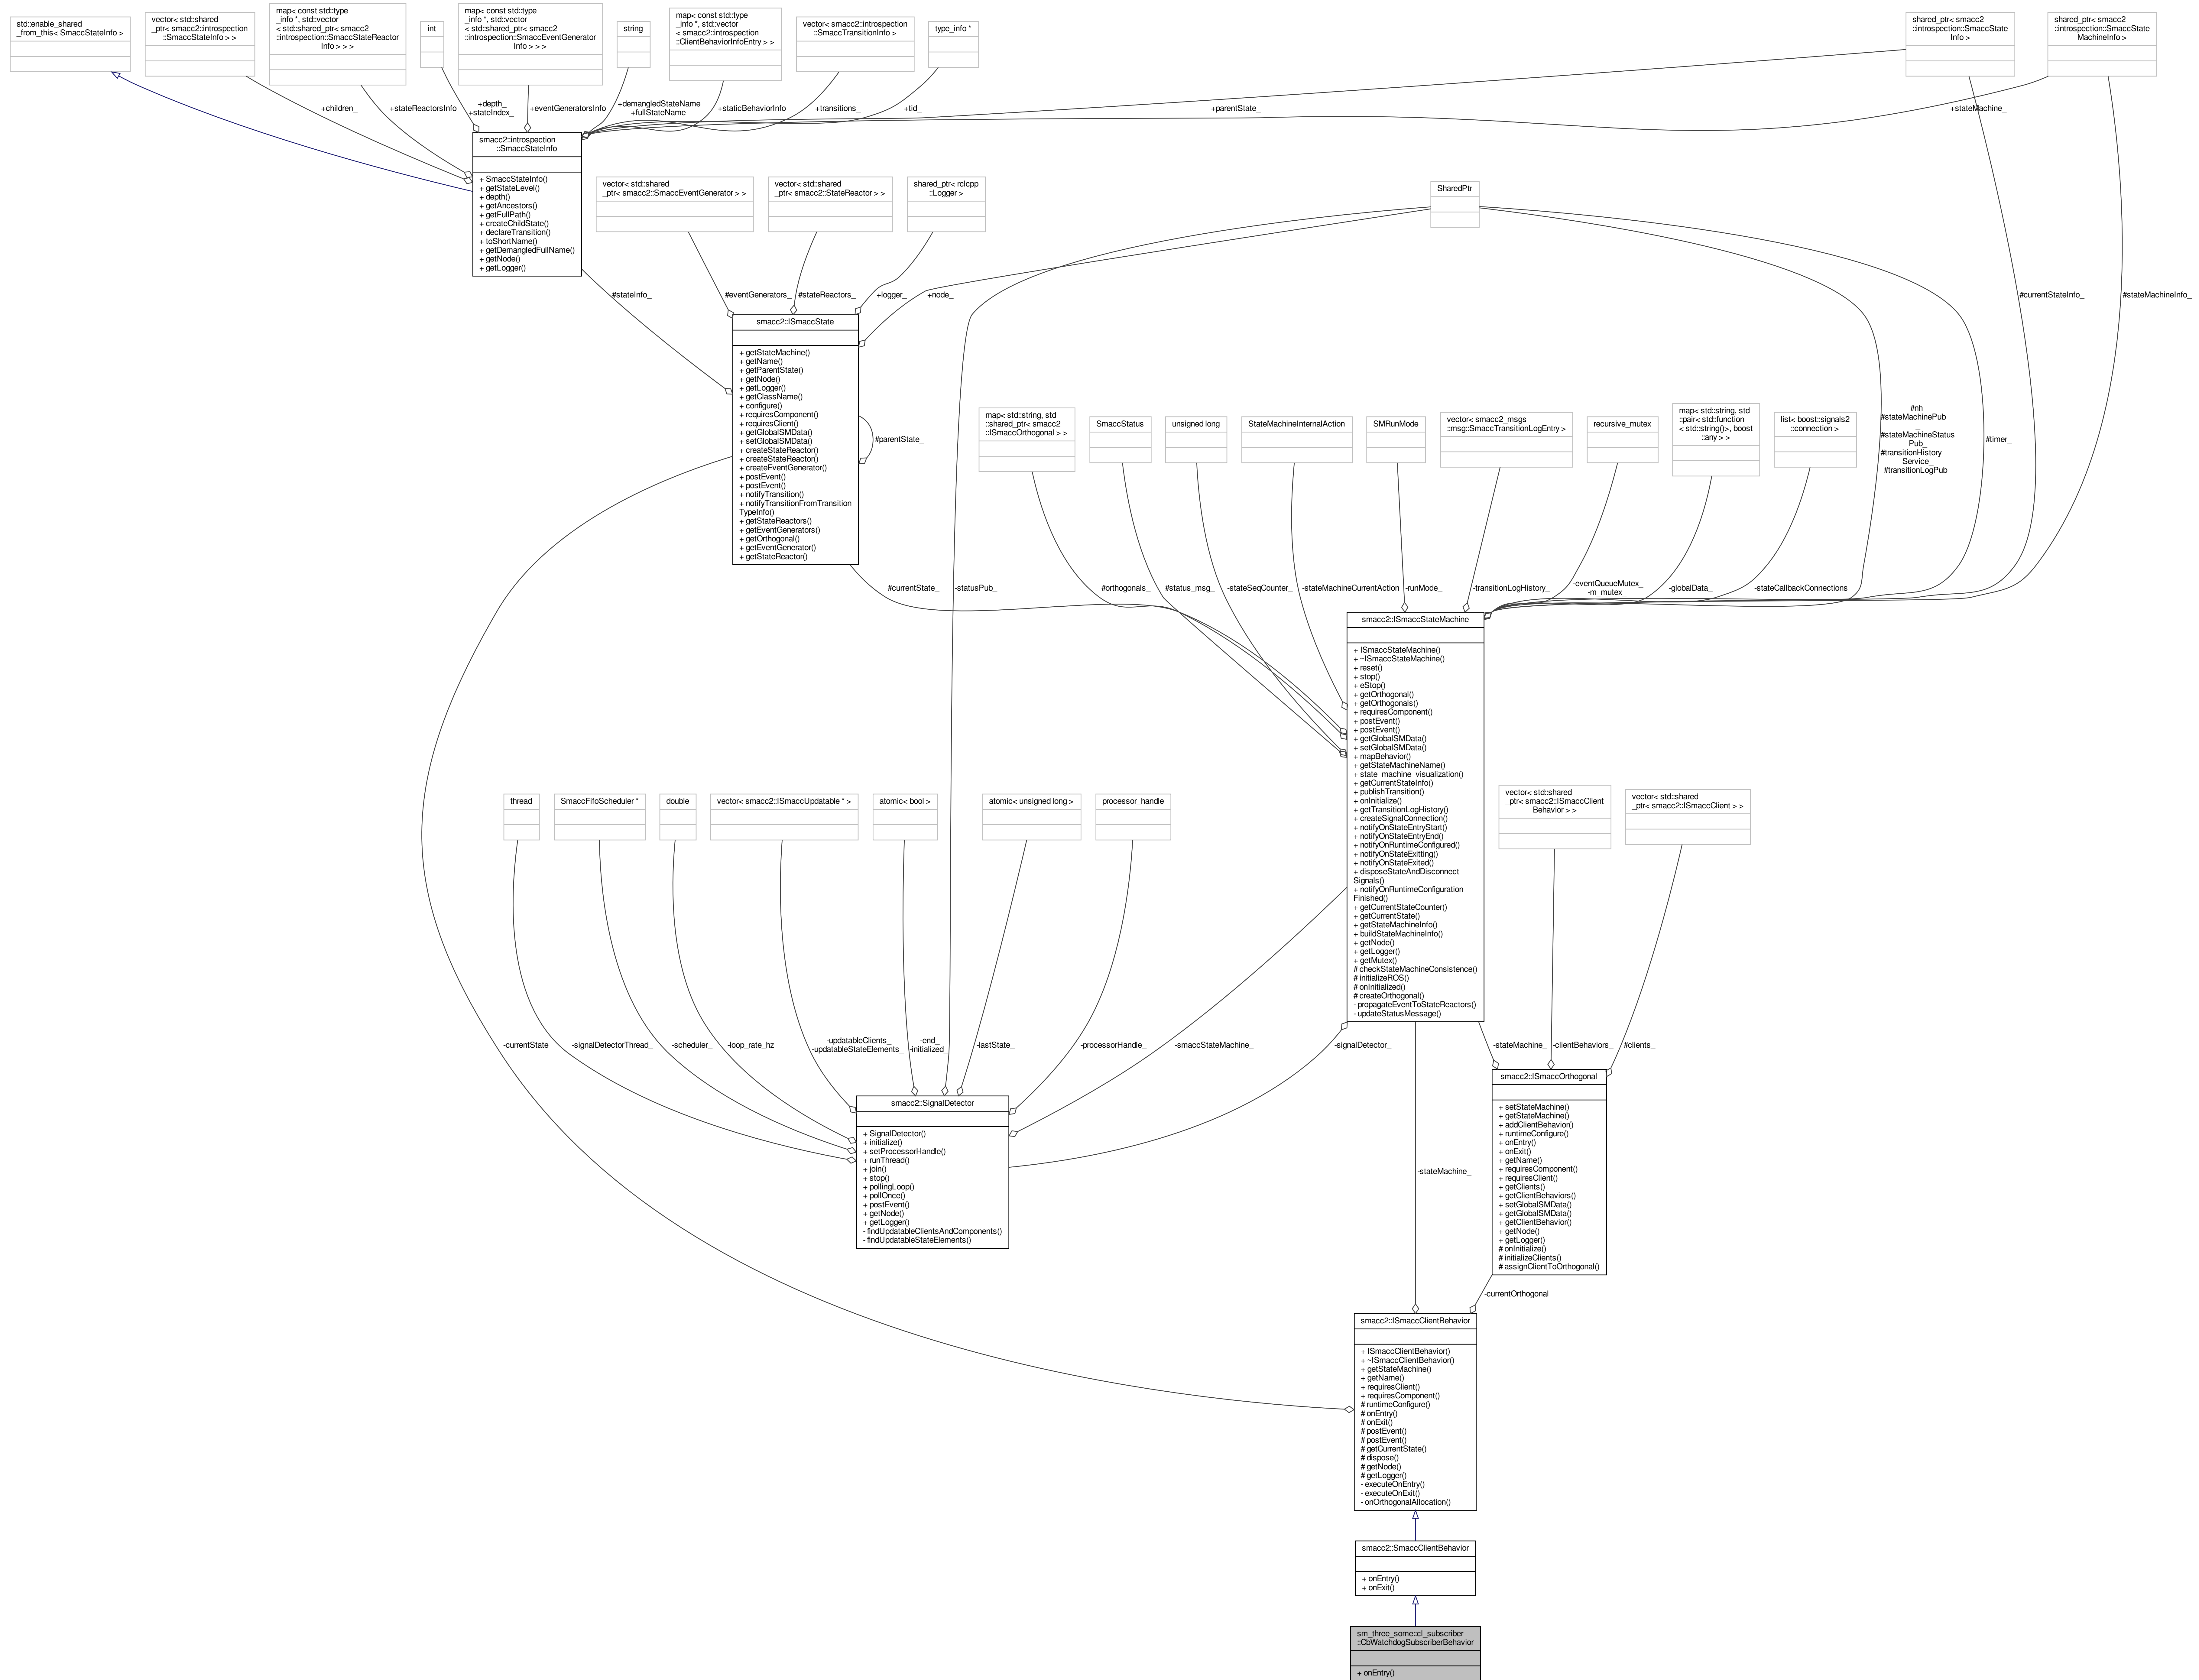 std::enable_shared
_from_this< SmaccStateInfo >
vector< std::shared
_ptr< smacc2::introspection
::SmaccStateInfo > >
map< const std::type
_info *, std::vector
< std::shared_ptr< smacc2
::introspection::SmaccStateReactor
Info > > >
int
map< const std::type
_info *, std::vector
< std::shared_ptr< smacc2
::introspection::SmaccEventGenerator
Info > > >
string
map< const std::type
_info *, std::vector
< smacc2::introspection
::ClientBehaviorInfoEntry > >
vector< smacc2::introspection
::SmaccTransitionInfo >
type_info *
shared_ptr< smacc2
::introspection::SmaccState
Info >
shared_ptr< smacc2
::introspection::SmaccState
MachineInfo >
+children_
+stateReactorsInfo
+depth_
+stateIndex_
+eventGeneratorsInfo
+demangledStateName
+fullStateName
+staticBehaviorInfo
+transitions_
+tid_
+parentState_
+stateMachine_
smacc2::introspection
::SmaccStateInfo
+ SmaccStateInfo()
+ getStateLevel()
+ depth()
+ getAncestors()
+ getFullPath()
+ createChildState()
+ declareTransition()
+ toShortName()
+ getDemangledFullName()
+ getNode()
+ getLogger()
vector< std::shared
_ptr< smacc2::SmaccEventGenerator > >
vector< std::shared
_ptr< smacc2::StateReactor > >
shared_ptr< rclcpp
::Logger >
SharedPtr
#stateInfo_
#eventGenerators_
#stateReactors_
+logger_
+node_
#currentStateInfo_
#stateMachineInfo_
smacc2::ISmaccState
+ getStateMachine()
+ getName()
+ getParentState()
+ getNode()
+ getLogger()
+ getClassName()
+ configure()
+ requiresComponent()
+ requiresClient()
+ getGlobalSMData()
+ setGlobalSMData()
+ createStateReactor()
+ createStateReactor()
+ createEventGenerator()
+ postEvent()
+ postEvent()
+ notifyTransition()
+ notifyTransitionFromTransition
TypeInfo()
+ getStateReactors()
+ getEventGenerators()
+ getOrthogonal()
+ getEventGenerator()
+ getStateReactor()
#parentState_
map< std::string, std
::shared_ptr< smacc2
::ISmaccOrthogonal > >
SmaccStatus
unsigned long
StateMachineInternalAction
SMRunMode
vector< smacc2_msgs
::msg::SmaccTransitionLogEntry >
recursive_mutex
map< std::string, std
::pair< std::function
< std::string()>, boost
::any > >
list< boost::signals2
::connection >
#nh_
#stateMachinePub
_
#stateMachineStatus
Pub_
#transitionHistory
Service_
#transitionLogPub_
#timer_
#currentState_
-statusPub_
#orthogonals_
#status_msg_
-stateSeqCounter_
-stateMachineCurrentAction
-runMode_
-transitionLogHistory_
-eventQueueMutex_
-m_mutex_
-globalData_
-stateCallbackConnections
smacc2::ISmaccStateMachine
+ ISmaccStateMachine()
+ ~ISmaccStateMachine()
+ reset()
+ stop()
+ eStop()
+ getOrthogonal()
+ getOrthogonals()
+ requiresComponent()
+ postEvent()
+ postEvent()
+ getGlobalSMData()
+ setGlobalSMData()
+ mapBehavior()
+ getStateMachineName()
+ state_machine_visualization()
+ getCurrentStateInfo()
+ publishTransition()
+ onInitialize()
+ getTransitionLogHistory()
+ createSignalConnection()
+ notifyOnStateEntryStart()
+ notifyOnStateEntryEnd()
+ notifyOnRuntimeConfigured()
+ notifyOnStateExitting()
+ notifyOnStateExited()
+ disposeStateAndDisconnect
Signals()
+ notifyOnRuntimeConfiguration
Finished()
+ getCurrentStateCounter()
+ getCurrentState()
+ getStateMachineInfo()
+ buildStateMachineInfo()
+ getNode()
+ getLogger()
+ getMutex()
# checkStateMachineConsistence()
# initializeROS()
# onInitialized()
# createOrthogonal()
- propagateEventToStateReactors()
- updateStatusMessage()
thread
SmaccFifoScheduler *
double
vector< smacc2::ISmaccUpdatable * >
atomic< bool >
atomic< unsigned long >
processor_handle
vector< std::shared
_ptr< smacc2::ISmaccClient
Behavior > >
vector< std::shared
_ptr< smacc2::ISmaccClient > >
-currentState
-signalDetectorThread_
-scheduler_
-loop_rate_hz
-updatableClients_
-updatableStateElements_
-end_
-initialized_
-lastState_
-processorHandle_
-smaccStateMachine_
-signalDetector_
-stateMachine_
-clientBehaviors_
#clients_
smacc2::SignalDetector
+ SignalDetector()
+ initialize()
+ setProcessorHandle()
+ runThread()
+ join()
+ stop()
+ pollingLoop()
+ pollOnce()
+ postEvent()
+ getNode()
+ getLogger()
- findUpdatableClientsAndComponents()
- findUpdatableStateElements()
smacc2::ISmaccOrthogonal
+ setStateMachine()
+ getStateMachine()
+ addClientBehavior()
+ runtimeConfigure()
+ onEntry()
+ onExit()
+ getName()
+ requiresComponent()
+ requiresClient()
+ getClients()
+ getClientBehaviors()
+ setGlobalSMData()
+ getGlobalSMData()
+ getClientBehavior()
+ getNode()
+ getLogger()
# onInitialize()
# initializeClients()
# assignClientToOrthogonal()
-stateMachine_
-currentOrthogonal
smacc2::ISmaccClientBehavior
+ ISmaccClientBehavior()
+ ~ISmaccClientBehavior()
+ getStateMachine()
+ getName()
+ requiresClient()
+ requiresComponent()
# runtimeConfigure()
# onEntry()
# onExit()
# postEvent()
# postEvent()
# getCurrentState()
# dispose()
# getNode()
# getLogger()
- executeOnEntry()
- executeOnExit()
- onOrthogonalAllocation()
smacc2::SmaccClientBehavior
+ onEntry()
+ onExit()
sm_three_some::cl_subscriber
::CbWatchdogSubscriberBehavior
+ onEntry()